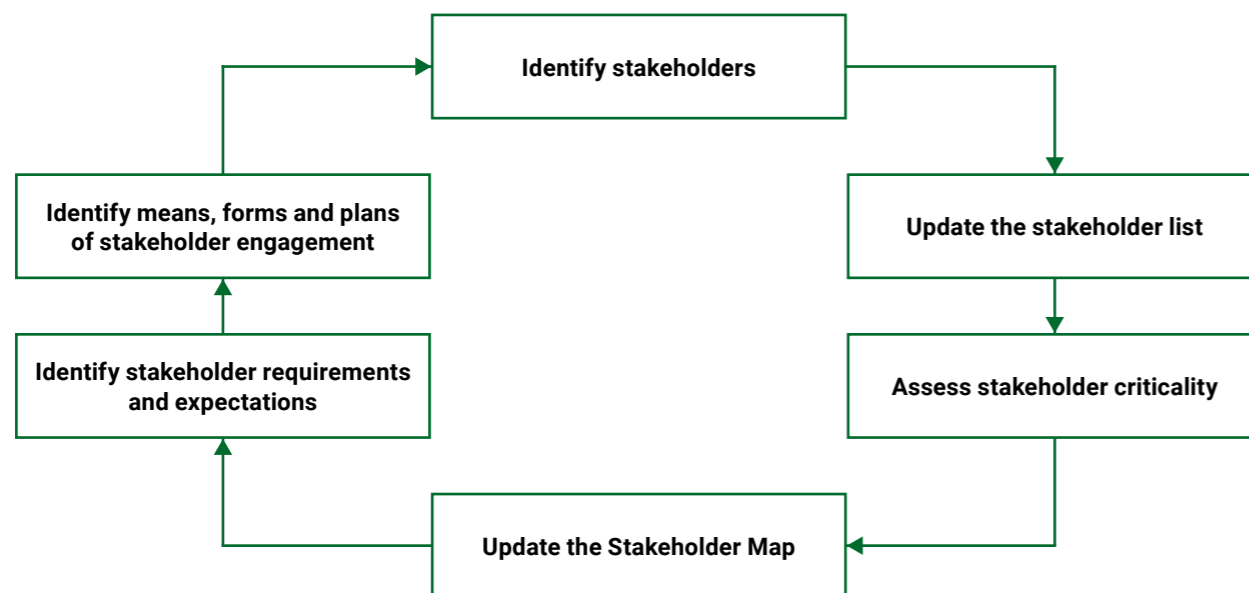 Identify stakeholders
Identify means, forms and plans
of stakeholder engagement
Update the stakeholder list
Identify stakeholder requirements
and expectations
Assess stakeholder criticality
Update the Stakeholder Map